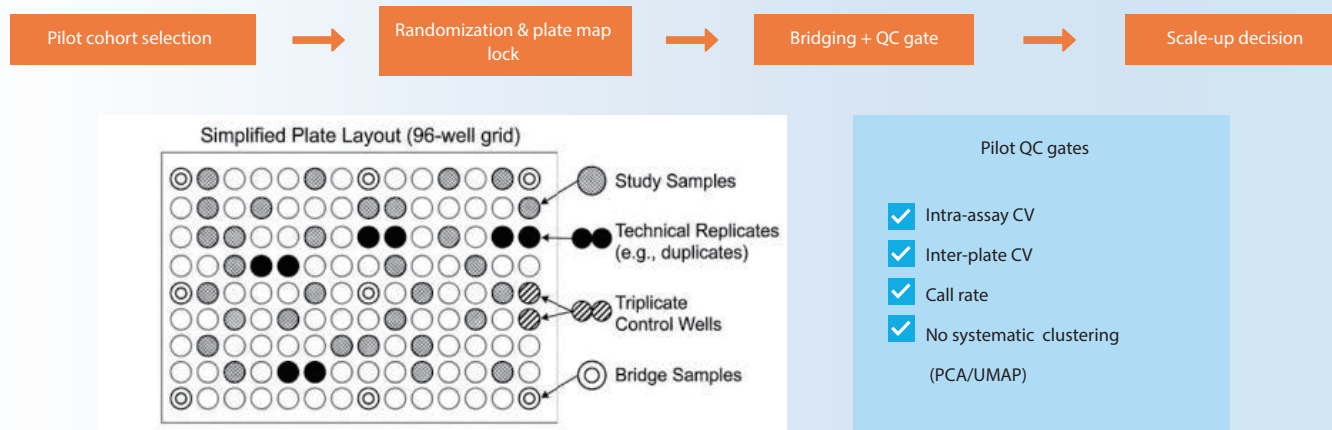 Pilot cohort selection
Randomization & plate map
lock
Bridging + QC gate
Scale-up decision
Simplified Plate Layout (96-well grid)
Study Samples
Technical Replicates
(e.g., duplicates)
Triplicate
Control Wells
Bridge Samples
Pilot QC gates
Intra-assay CV
Inter-plate CV
Call rate
No systematic clustering
(PCA/UMAP)